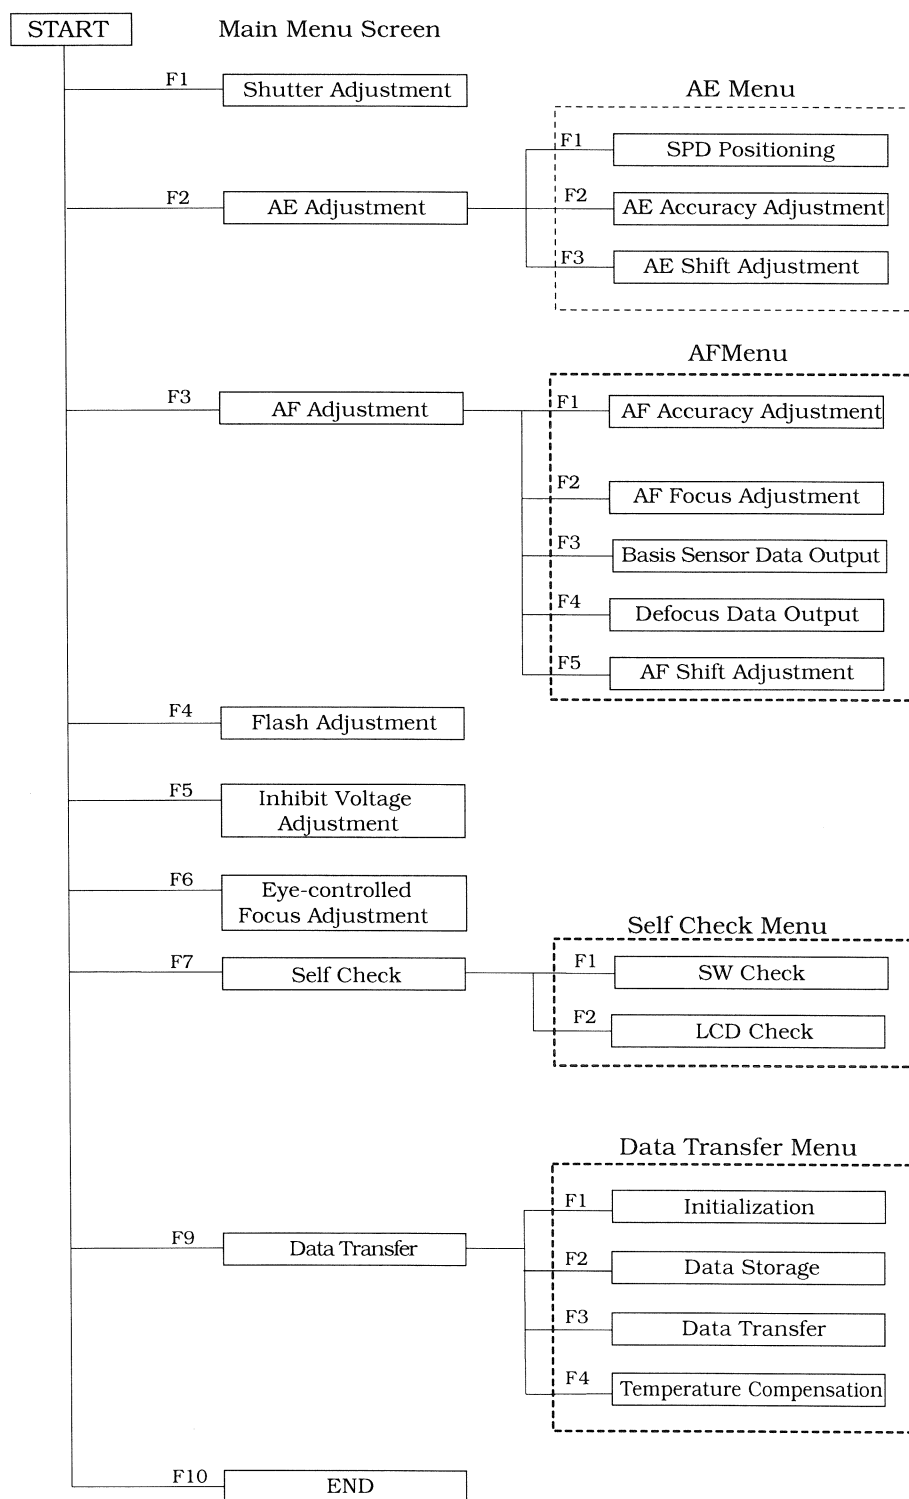 START
Main Menu Screen
F1
Shutter Adjustment
AE Menu
F1
SPD Positioning
F2
AE Adjustment
F2
AE Accuracy Adjustment
F3
AE Shift Adjustment
AFMenu
F3
AF Adjustment
F1
AF Accuracy Adjustment
F2
AF Focus Adjustment
F3
Basis Sensor Data Output
F4
Defocus Data Output
F5
AF Shift Adjustment
F4
Flash Adjustment
F5
Inhibit Voltage
Adjustment
F6
Eye-controlled
Focus Adjustment
Self Check Menu
F7
Self Check
F1
SW Check
F2
LCD Check
Data Transfer Menu
F1
Initialization
F9
Data Transfer
F2
Data Storage
F3
Data Transfer
F4
Temperature Compensation
F10
END